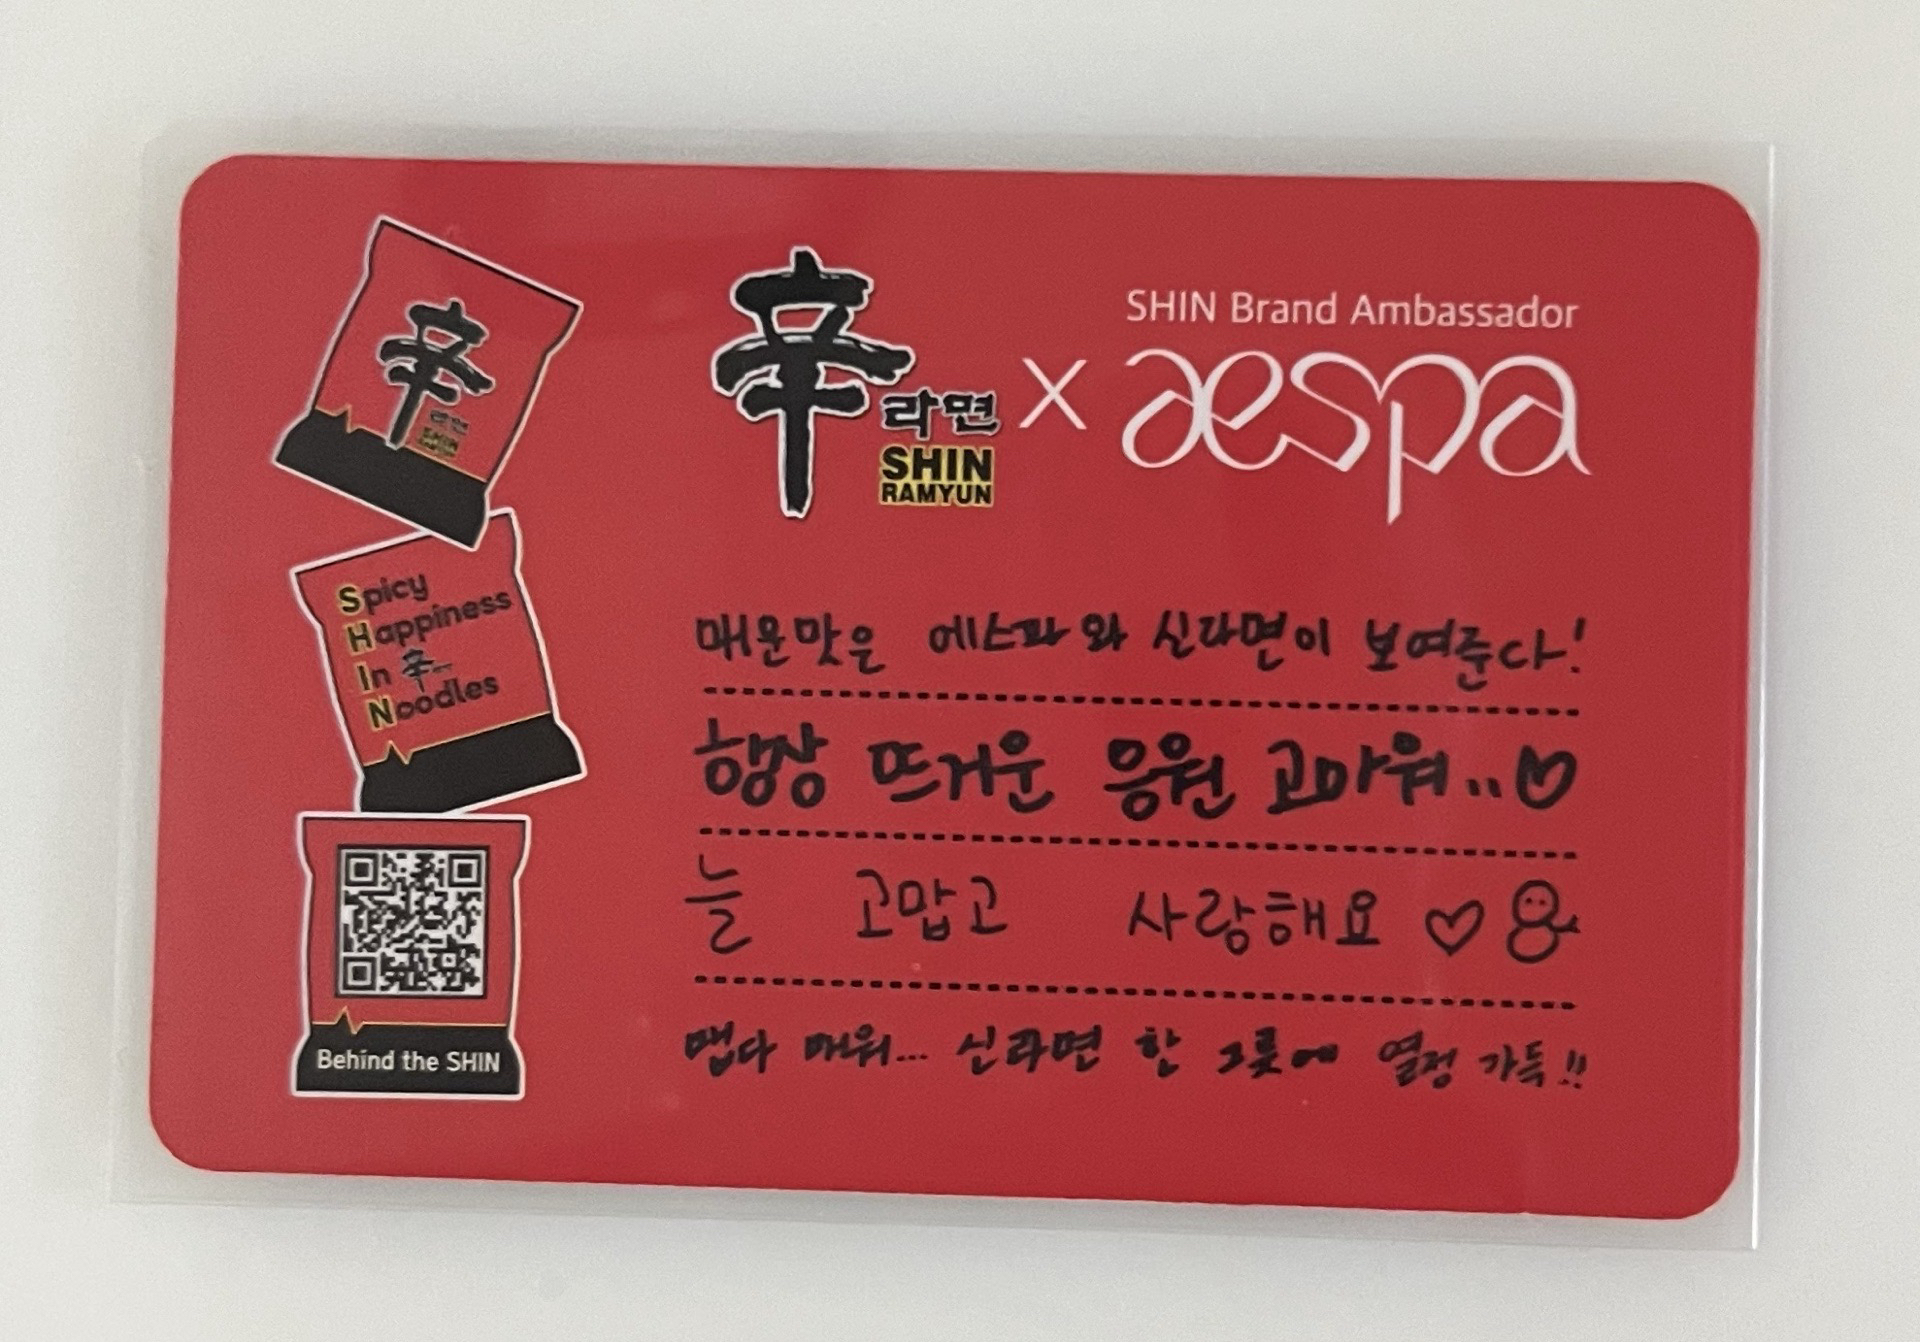 辛라면
SHIN
RAMYUN
Spicy
Happiness
In 辛
Noodles
Behind the SHIN
辛라면
SHIN
RAMYUN
X
SHIN Brand Ambassador
aespa
매운맛은 에스파와 신라면이 보여준다!
항상 뜨거운 응원 고마워..♡
늘 고맙고 사랑해요 ♡
맵다 매워... 신라면 한 그릇에 열정 가득!!